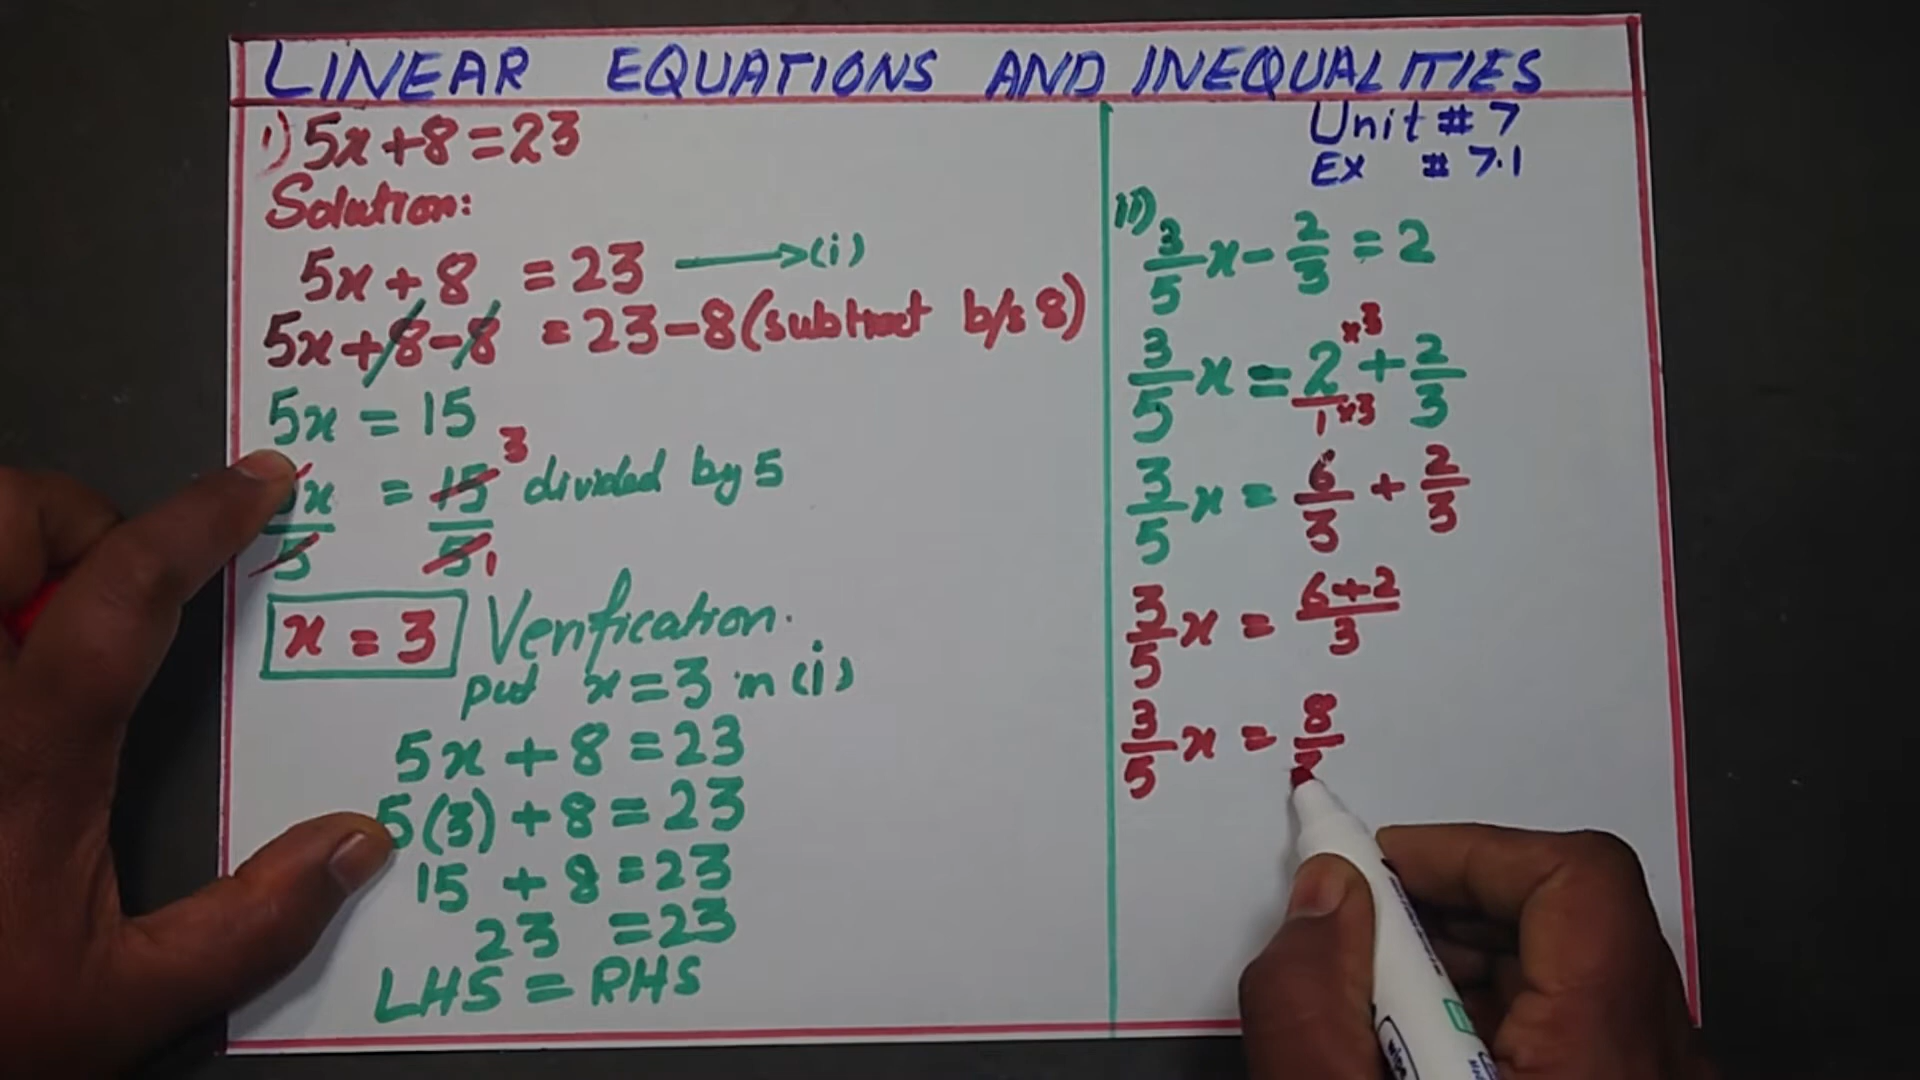 LINEAR EQUATIONS AND INEQUALITIES
i) 5x+8=23
Solution:
5x+8 =23 →(i)
5x+8-8 =23-8(subtract b/s 8)
5x = 15
5x/5 = 15/5 3 1 divided by 5
x = 3 Verification.
put x=3 in (i)
5x+8=23
5(3)+8=23
15 +8=23
23 =23
LHS = RHS
Unit # 7
Ex # 7.1
ii) 3/5 x - 2/3 = 2
3/5 x = 2×3/1×3 + 2/3
3/5 x = 6/3 + 2/3
3/5 x = 6+2/3
3/5 x = 8/